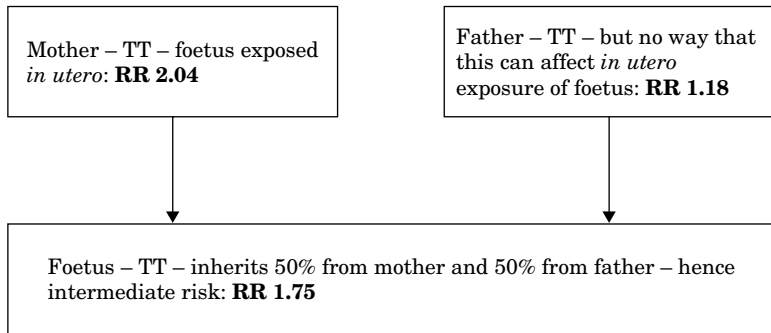 Mother – TT – foetus exposed
in utero: RR 2.04
Father – TT – but no way that
this can affect in utero
exposure of foetus: RR 1.18
Foetus – TT – inherits 50% from mother and 50% from father – hence
intermediate risk: RR 1.75